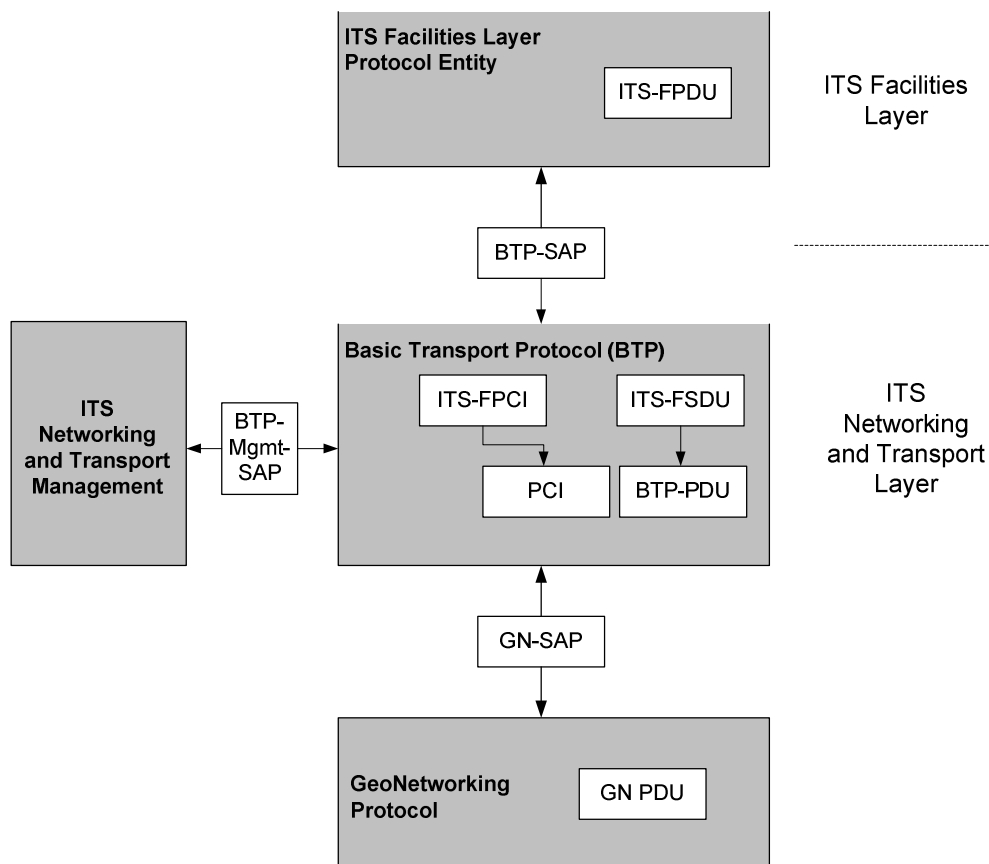 ITS Facilities Layer
Protocol Entity
ITS-FPDU
ITS Facilities
Layer
BTP-SAP
ITS
Networking
and Transport
Management
BTP-
Mgmt-
SAP
Basic Transport Protocol (BTP)
ITS-FPCI
ITS-FSDU
PCI
BTP-PDU
ITS
Networking
and Transport
Layer
GN-SAP
GeoNetworking
Protocol
GN PDU